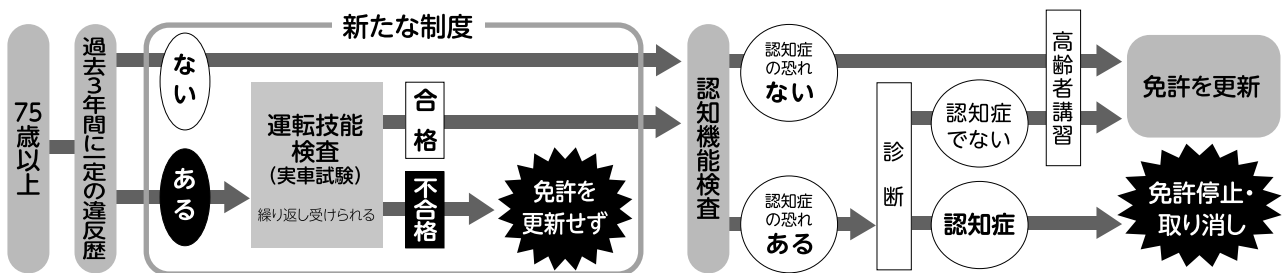 75歳以上
過去3年間に一定の違反歴
新たな制度
ない
ある
運転技能
検査
(実車試験)
繰り返し受けられる
合格
不合格
免許を
更新せず
認知機能検査
認知症
の恐れ
ない
認知症
の恐れ
ある
診断
認知症
でない
認知症
高齢者講習
免許を更新
免許停止・
取り消し